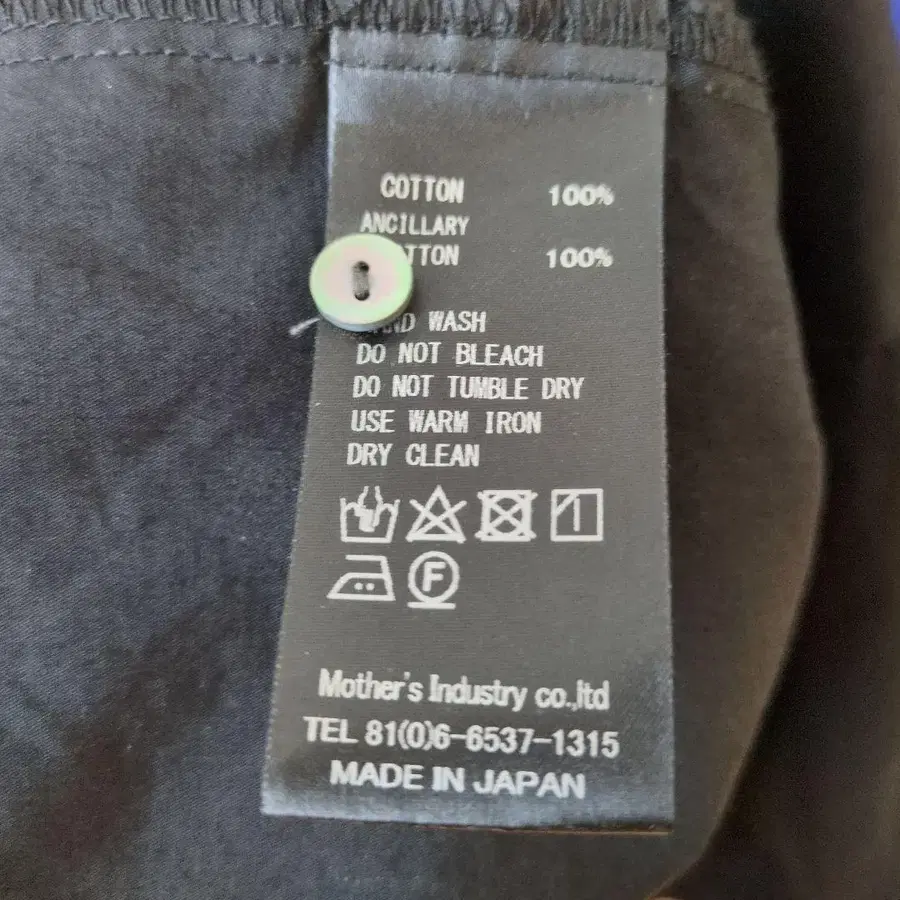 COTTON 100%
ANCILLARY
TTON 100%
ND WASH
DO NOT BLEACH
DO NOT TUMBLE DRY
USE WARM IRON
DRY CLEAN
F
Mother's Industry co.,ltd
TEL 81(0)6-6537-1315
MADE IN JAPAN